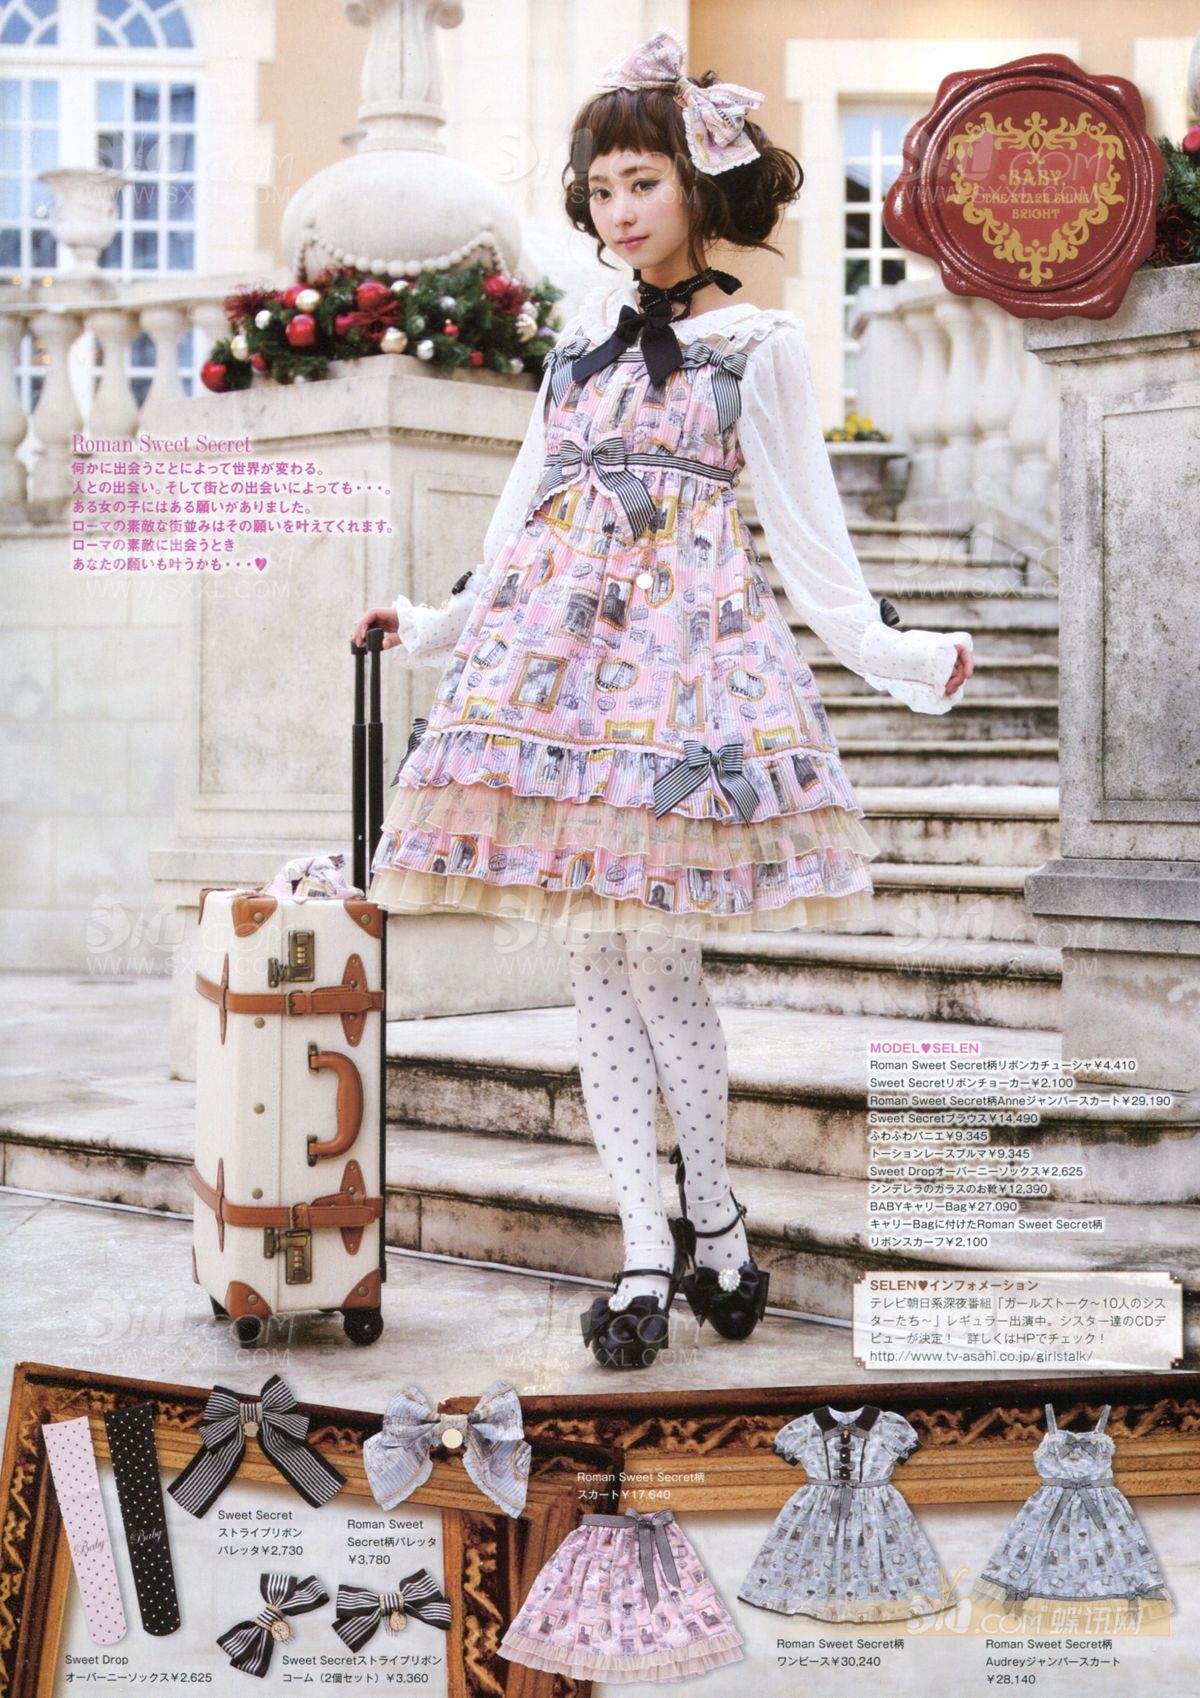 BABY,
THE STARS SHINE
BRIGHT
Roman Sweet Secret
何かに出会うことによって世界が変わる。
人との出会い。そして街との出会いによっても・・・。
ある女の子にはある願いがありました。
ローマの素敵な街並みはその願いを叶えてくれます。
ローマの素敵に出会うとき
あなたの願いも叶うかも・・・♥
MODEL♥SELEN
Roman Sweet Secret柄リボンカチューシャ¥4,410
Sweet Secretリボンチョーカー¥2,100
Roman Sweet Secret柄Anneジャンパースカート¥29,190
Sweet Secretブラウス¥14,490
ふわふわパニエ¥9,345
トーションレースブルマ¥9,345
Sweet Dropオーバーニーソックス¥2,625
シンデレラのガラスのお靴¥12,390
BABYキャリーBag¥27,090
キャリーBagに付けたRoman Sweet Secret柄
リボンスカーフ¥2,100
SELEN♥インフォメーション
テレビ朝日系深夜番組「ガールズトーク～10人のシス
ターたち～」レギュラー出演中。シスター達のCDデ
ビューが決定！ 詳しくはHPでチェック！
http://www.tv-asahi.co.jp/girlstalk/
Baby
Baby
Sweet Drop
オーバーニーソックス¥2,625
Sweet Secret
ストライプリボン
バレッタ¥2,730
Roman Sweet
Secret柄バレッタ
¥3,780
Sweet Secretストライプリボン
コーム（2個セット）¥3,360
Roman Sweet Secret柄
スカート¥17,640
Roman Sweet Secret柄
ワンピース¥30,240
Roman Sweet Secret柄
Audreyジャンパースカート
¥28,140
.COM
WWW.SXXL.COM
.COM 蝶讯网